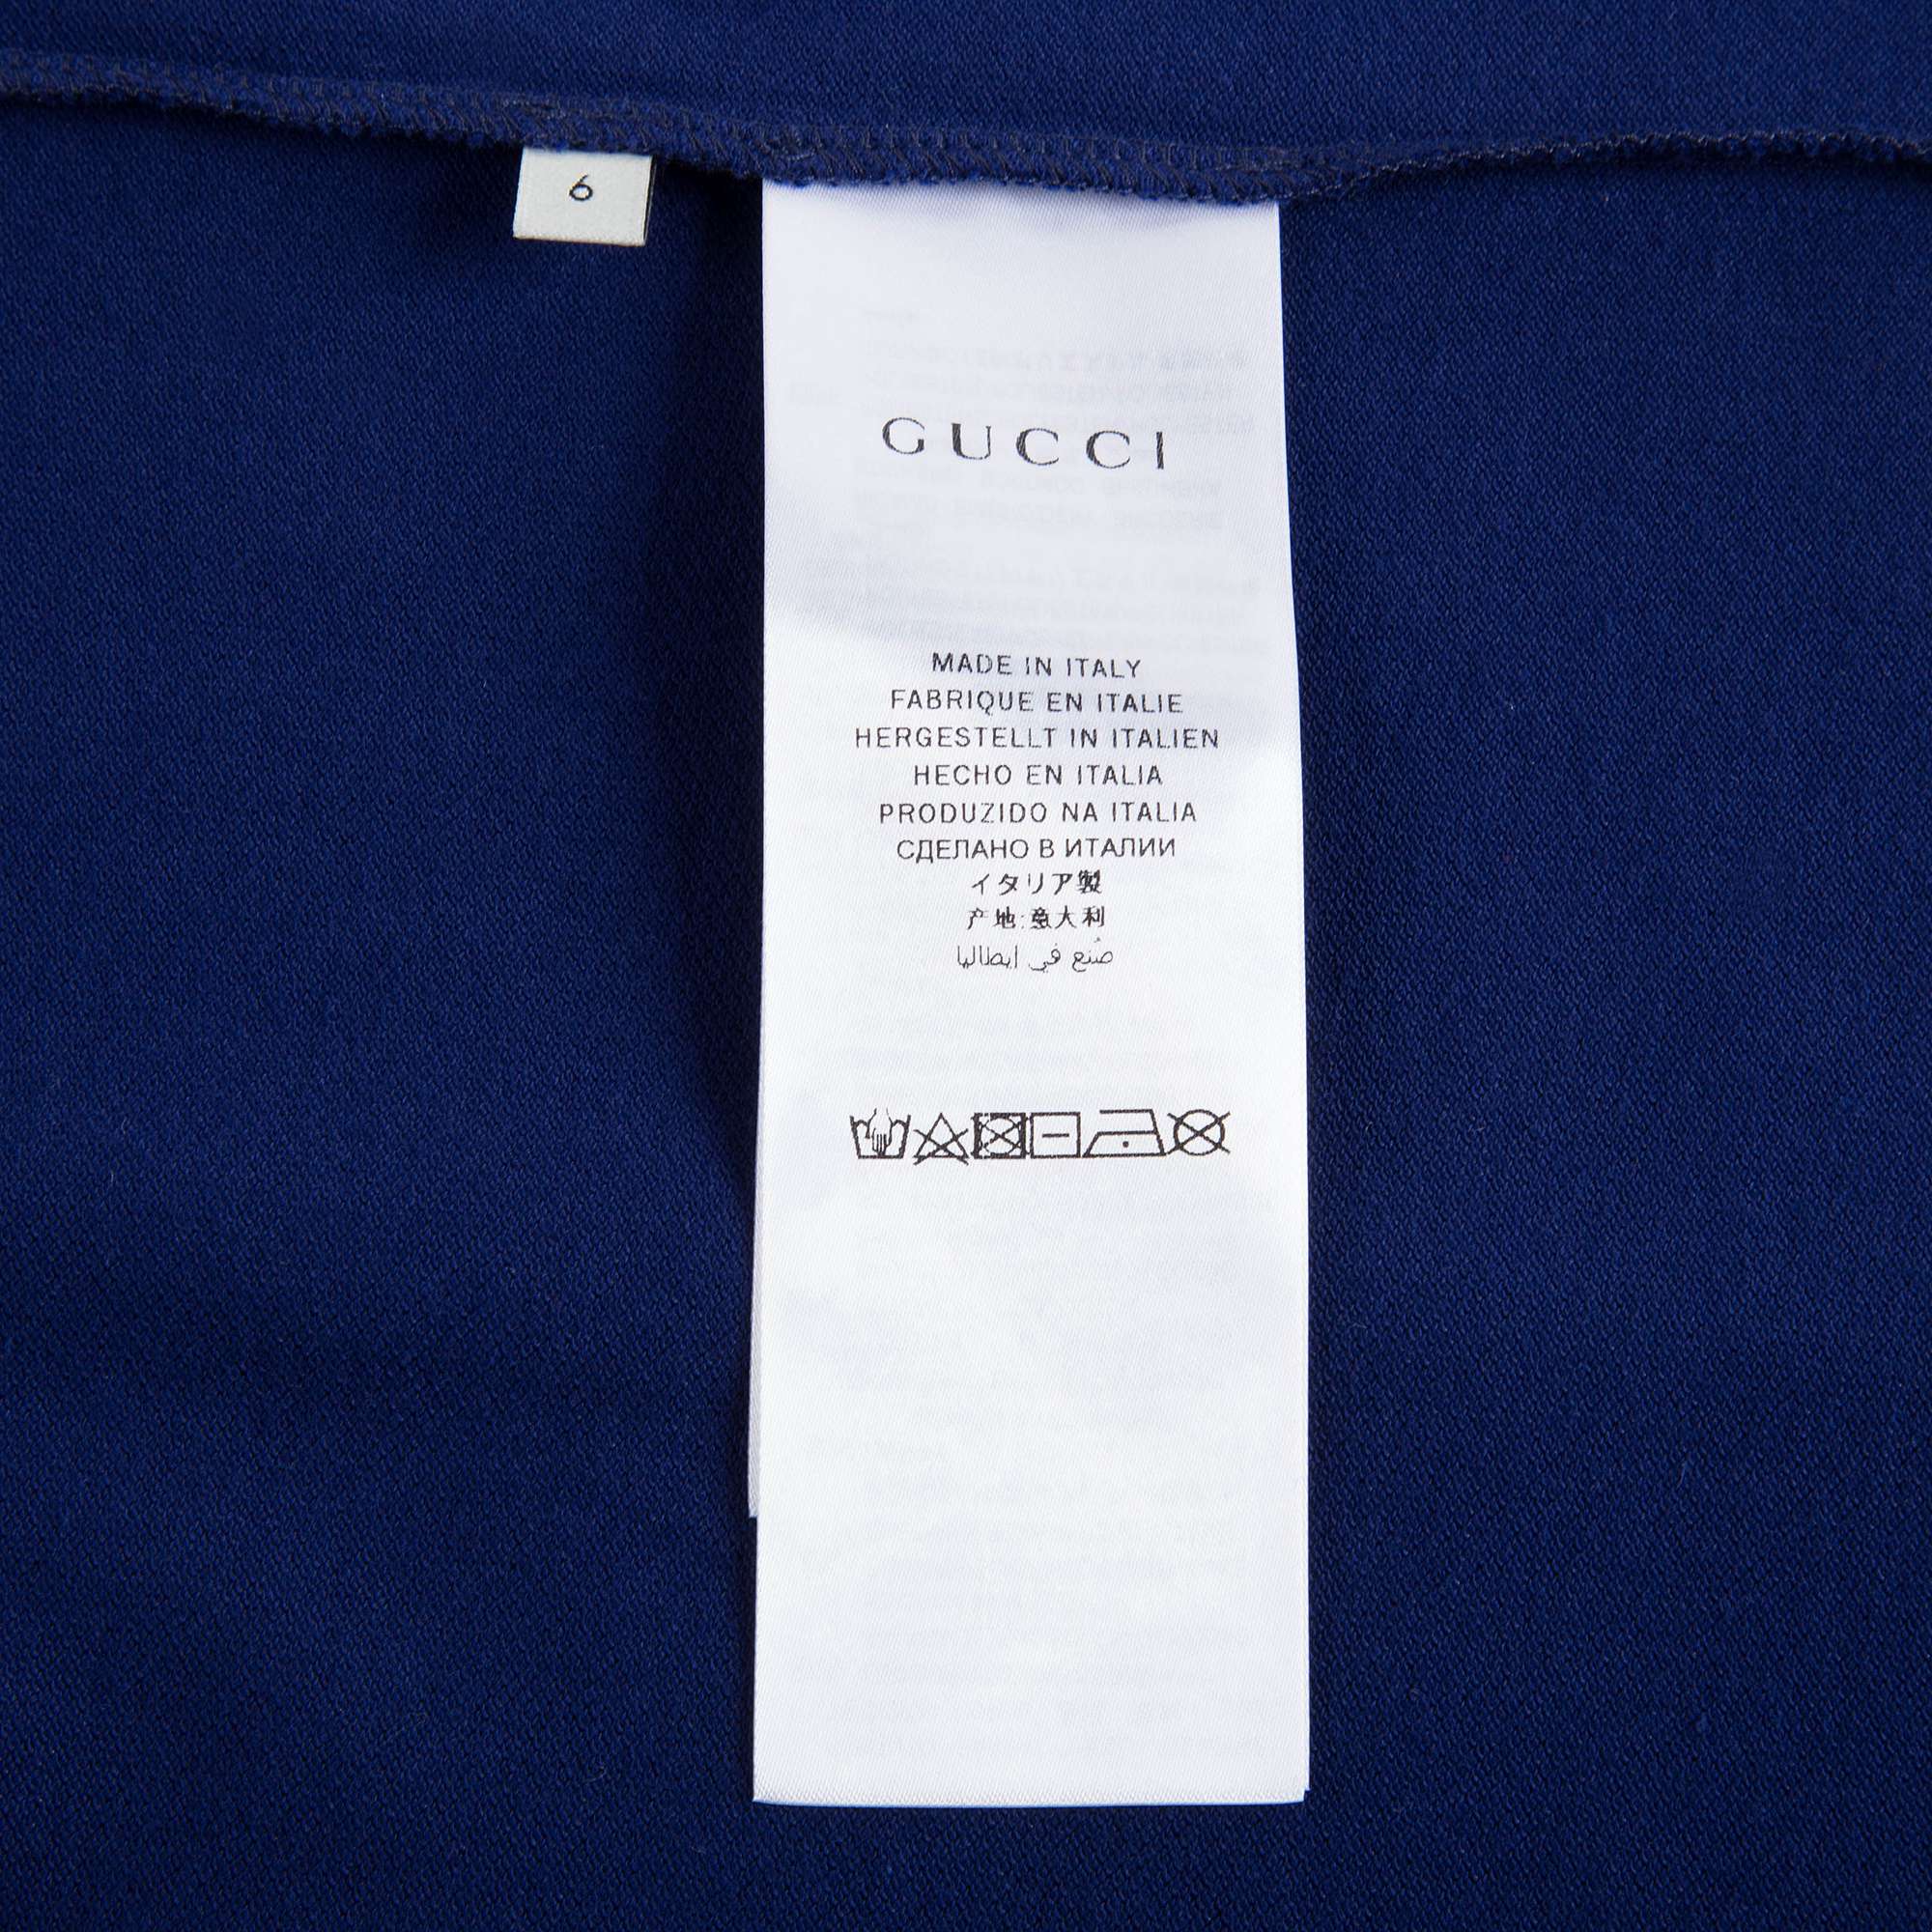 6
GUCCI
MADE IN ITALY
FABRIQUE EN ITALIE
HERGESTELLT IN ITALIEN
HECHO EN ITALIA
PRODUZIDO NA ITALIA
СДЕЛАНО В ИТАЛИИ
イタリア製
产地:意大利
صُنع في ايطاليا